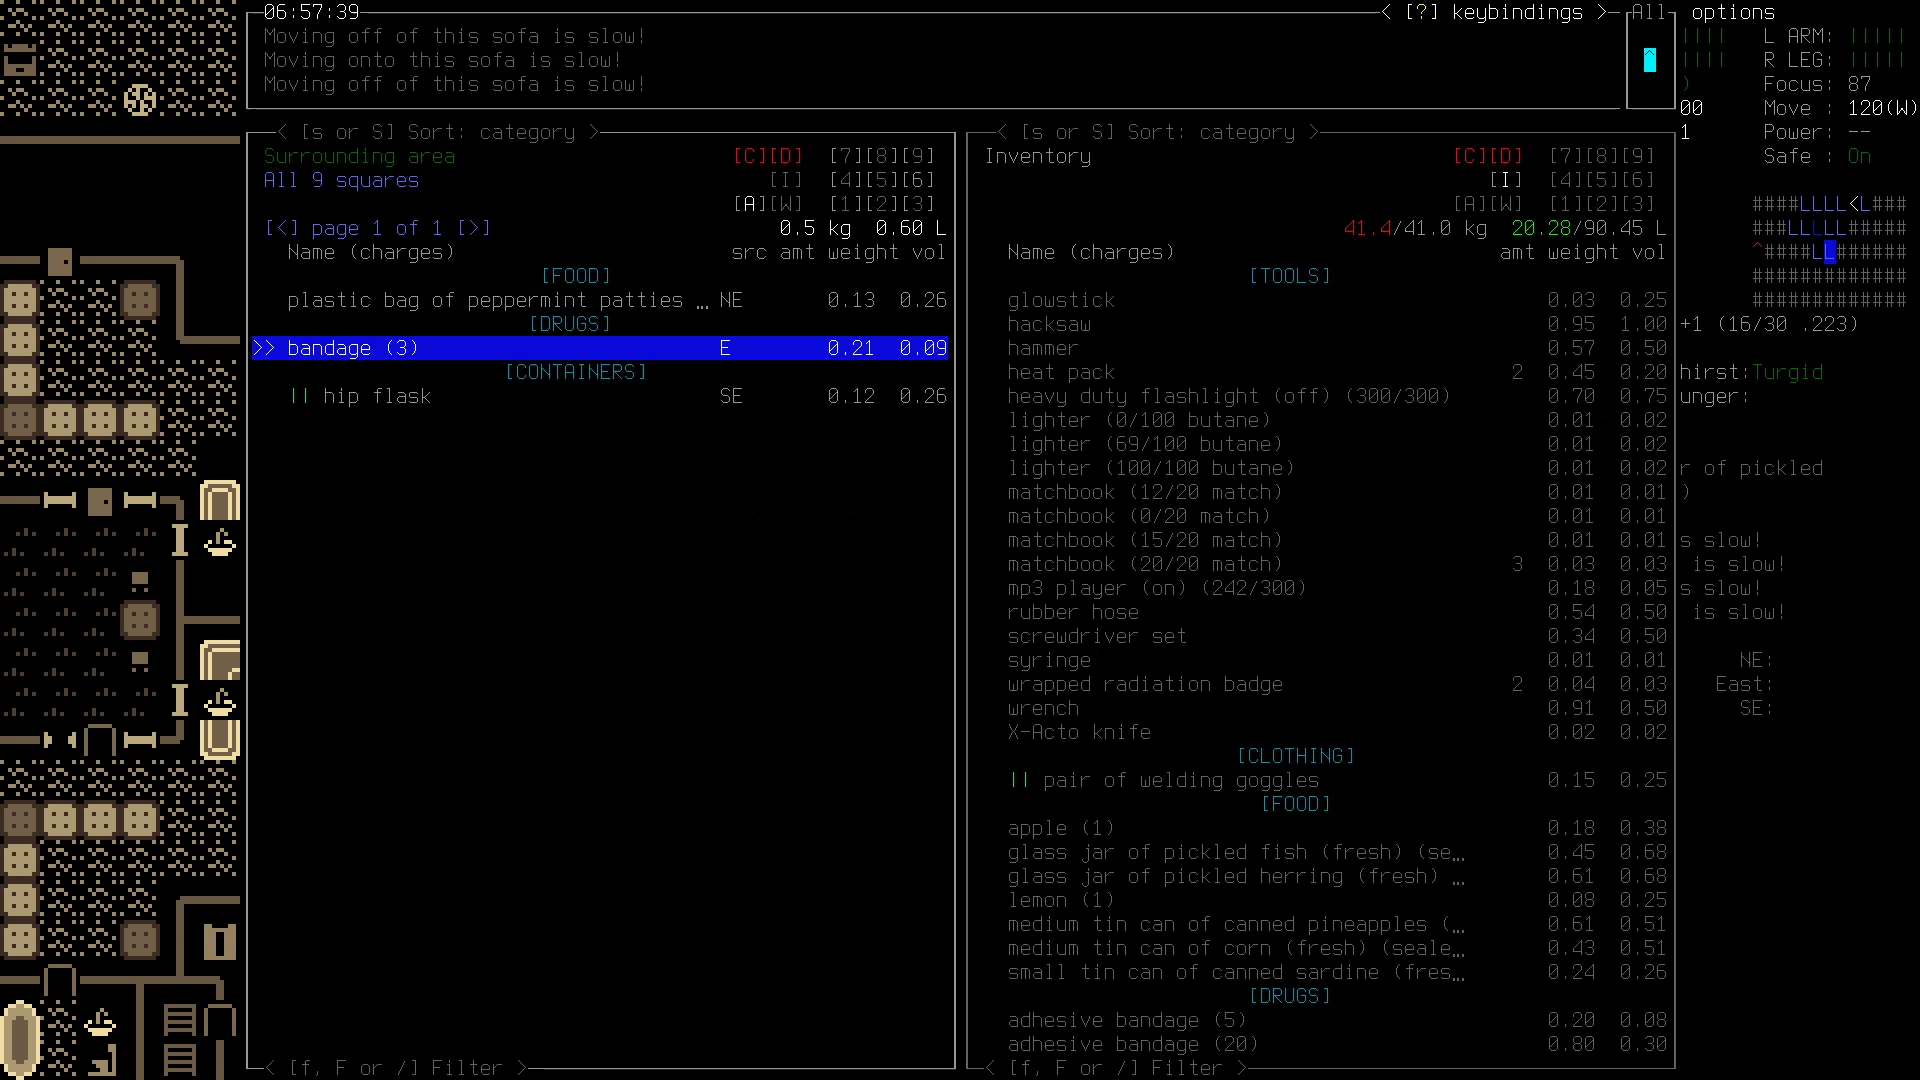 06:57:39 < [?] keybindings > All options
Moving off of this sofa is slow!
Moving onto this sofa is slow!
Moving off of this sofa is slow!
^
|||| L ARM: |||||
|||| R LEG: |||||
) Focus: 87
00 Move : 120(W)
1 Power: --
Safe : On
< [s or S] Sort: category >
Surrounding area [C][D] [7][8][9]
All 9 squares [I] [4][5][6]
[A][W] [1][2][3]
[<] page 1 of 1 [>] 0.5 kg 0.60 L
Name (charges) src amt weight vol
[FOOD]
plastic bag of peppermint patties … NE 0.13 0.26
[DRUGS]
>> bandage (3) E 0.21 0.09
[CONTAINERS]
|| hip flask SE 0.12 0.26
< [f, F or /] Filter >
< [s or S] Sort: category >
Inventory [C][D] [7][8][9]
[I] [4][5][6]
[A][W] [1][2][3]
41.4/41.0 kg 20.28/90.45 L
Name (charges) amt weight vol
[TOOLS]
glowstick 0.03 0.25
hacksaw 0.95 1.00
hammer 0.57 0.50
heat pack 2 0.45 0.20
heavy duty flashlight (off) (300/300) 0.70 0.75
lighter (0/100 butane) 0.01 0.02
lighter (69/100 butane) 0.01 0.02
lighter (100/100 butane) 0.01 0.02
matchbook (12/20 match) 0.01 0.01
matchbook (0/20 match) 0.01 0.01
matchbook (15/20 match) 0.01 0.01
matchbook (20/20 match) 3 0.03 0.03
mp3 player (on) (242/300) 0.18 0.05
rubber hose 0.54 0.50
screwdriver set 0.34 0.50
syringe 0.01 0.01
wrapped radiation badge 2 0.04 0.03
wrench 0.91 0.50
X-Acto knife 0.02 0.02
[CLOTHING]
|| pair of welding goggles 0.15 0.25
[FOOD]
apple (1) 0.18 0.38
glass jar of pickled fish (fresh) (se… 0.45 0.68
glass jar of pickled herring (fresh) … 0.61 0.68
lemon (1) 0.08 0.25
medium tin can of canned pineapples (… 0.61 0.51
medium tin can of corn (fresh) (seale… 0.43 0.51
small tin can of canned sardine (fres… 0.24 0.26
[DRUGS]
adhesive bandage (5) 0.20 0.08
adhesive bandage (20) 0.80 0.30
< [f, F or /] Filter >
####LLLL<L###
###LLLLL#####
^####LL######
#############
#############
+1 (16/30 .223)
hirst:Turgid
unger:
r of pickled
)
s slow!
is slow!
s slow!
is slow!
NE:
East:
SE: